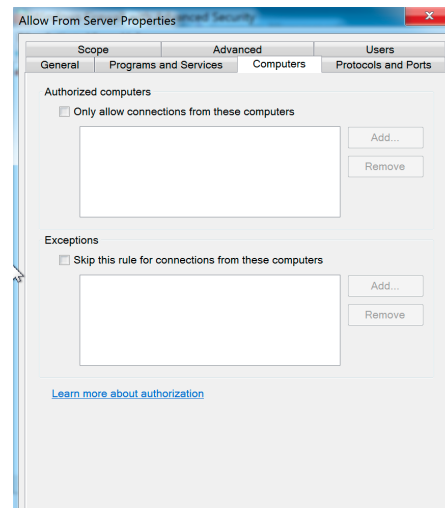 Allow From Server Properties
anced Security
Scope Advanced Users
General Programs and Services Computers Protocols and Ports
Authorized computers
Only allow connections from these computers
Add...
Remove
Exceptions
Skip this rule for connections from these computers
Add...
Remove
Learn more about authorization